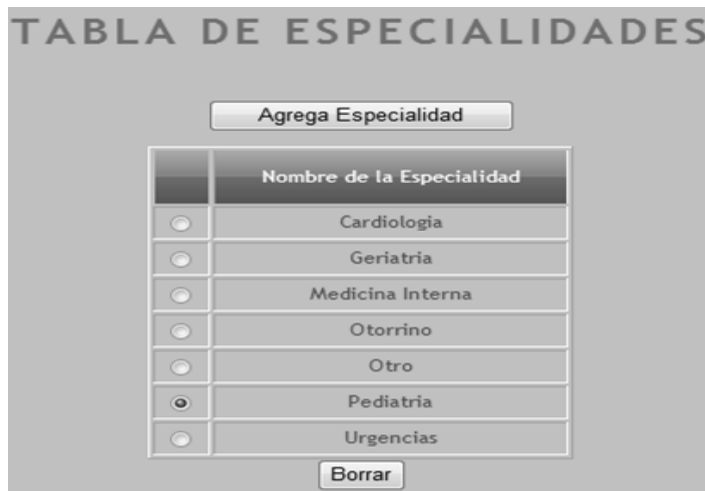 TABLA DE ESPECIALIDADES
Agrega Especialidad
Nombre de la Especialidad
Cardiologia
Geriatria
Medicina Interna
Otorrino
Otro
Pediatria
Urgencias
Borrar